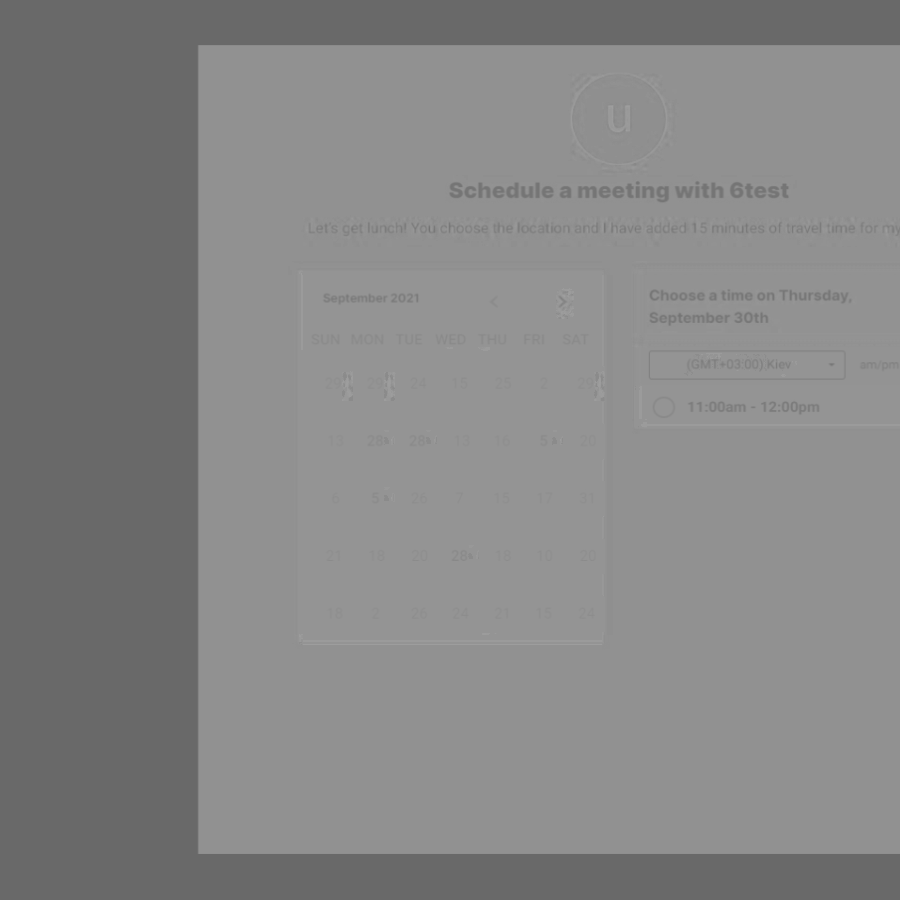 u
Schedule a meeting with 6test
Let's get lunch! You choose the location and I have added 15 minutes of travel time for my
September 2021 < >
SUN MON TUE WED THU FRI SAT
29 29 24 15 25 2 29
12 28 28 13 16 5 20
6 5 26 7 15 17 31
21 18 20 28 18 10 20
18 2 26 24 21 15 24
Choose a time on Thursday,
September 30th
(GMT+03:00) Kiev am/pm
11:00am - 12:00pm